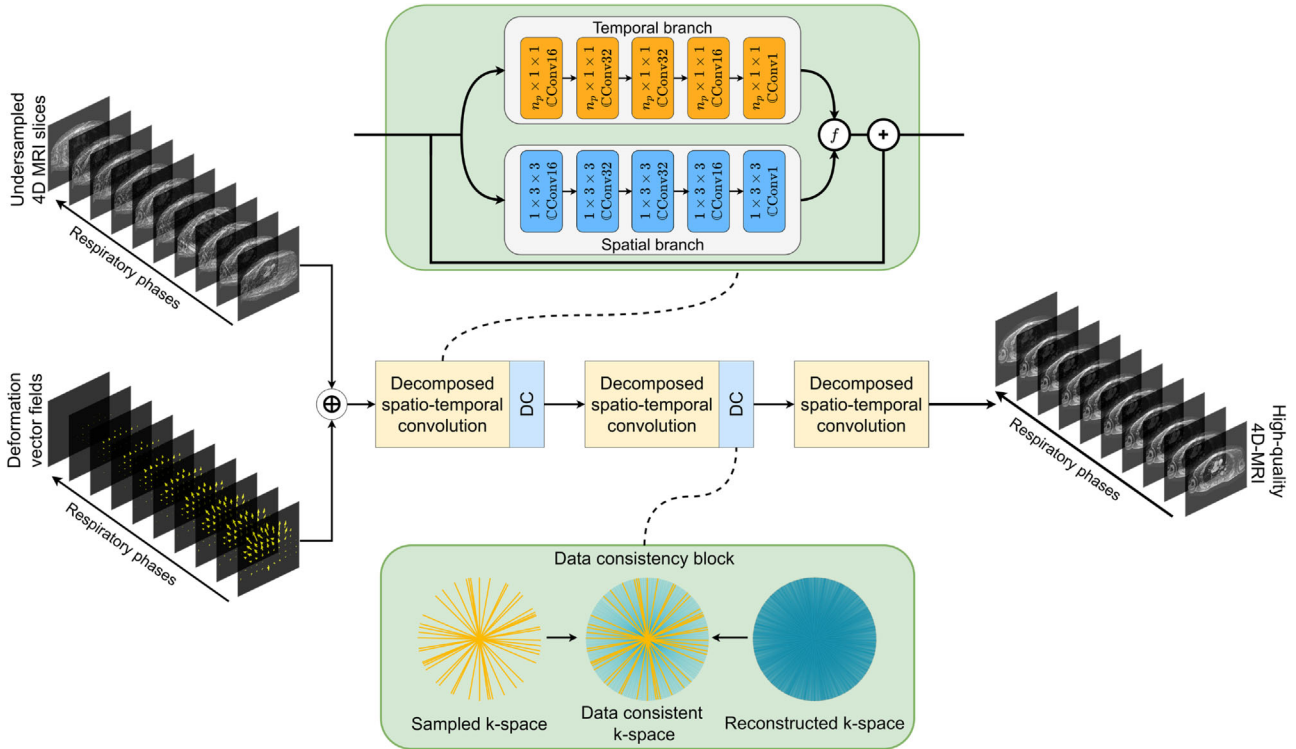 Temporal branch
n_p × 1 × 1
ℂConv16
n_p × 1 × 1
ℂConv32
n_p × 1 × 1
ℂConv32
n_p × 1 × 1
ℂConv16
n_p × 1 × 1
ℂConv1
f
+
1 × 3 × 3
ℂConv16
1 × 3 × 3
ℂConv32
1 × 3 × 3
ℂConv32
1 × 3 × 3
ℂConv16
1 × 3 × 3
ℂConv1
Spatial branch
Undersampled
4D MRI slices
Respiratory phases
Deformation
vector fields
Respiratory phases
⊕
Decomposed
spatio-temporal
convolution
DC
Decomposed
spatio-temporal
convolution
DC
Decomposed
spatio-temporal
convolution
Respiratory phases
High-quality
4D-MRI
Data consistency block
Sampled k-space
Data consistent
k-space
Reconstructed k-space